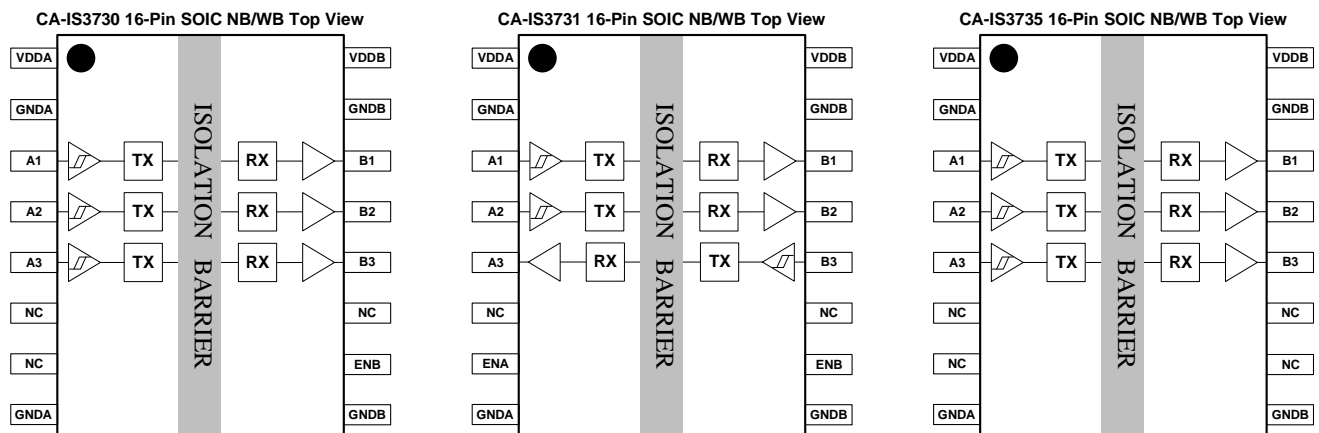 CA-IS3730 16-Pin SOIC NB/WB Top View
VDDA
VDDB
GNDA
GNDB
A1
TX
RX
B1
A2
TX
RX
B2
A3
TX
RX
B3
NC
NC
NC
ENB
GNDA
GNDB
ISOLATION BARRIER
CA-IS3731 16-Pin SOIC NB/WB Top View
VDDA
VDDB
GNDA
GNDB
A1
TX
RX
B1
A2
TX
RX
B2
A3
RX
TX
B3
NC
NC
ENA
ENB
GNDA
GNDB
ISOLATION BARRIER
CA-IS3735 16-Pin SOIC NB/WB Top View
VDDA
VDDB
GNDA
GNDB
A1
TX
RX
B1
A2
TX
RX
B2
A3
TX
RX
B3
NC
NC
NC
NC
GNDA
GNDB
ISOLATION BARRIER